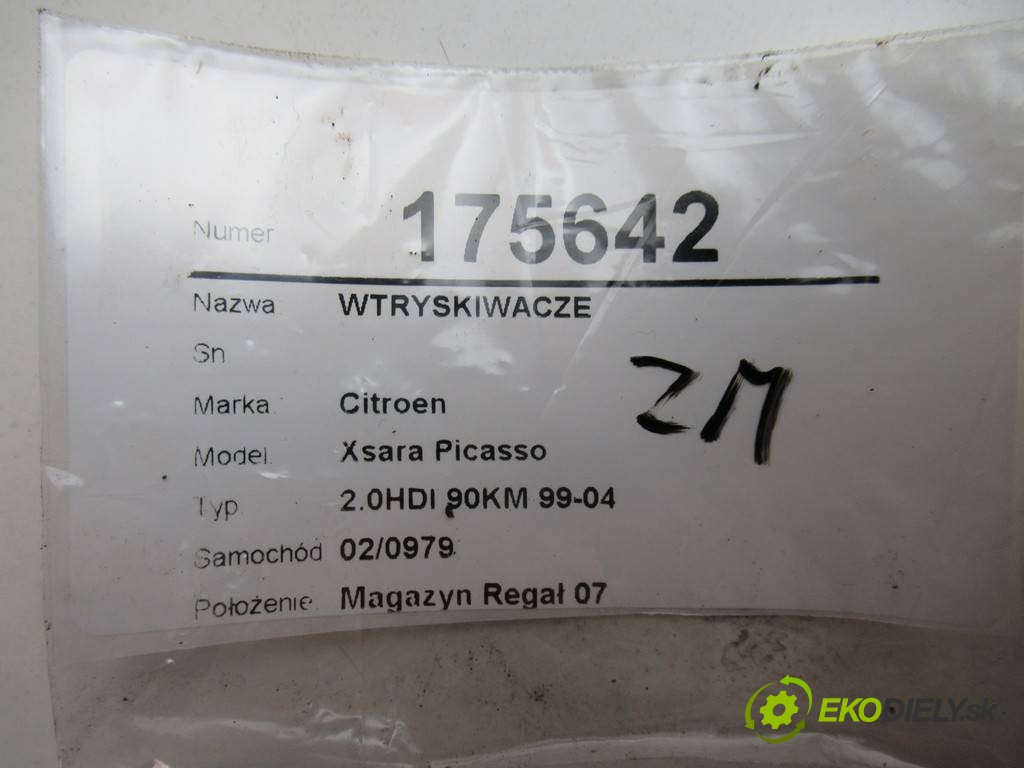 Numer 175642
Nazwa WTRYSKIWACZE
Sn
Marka Citroen
ZM
Model Xsara Picasso
Typ 2.0HDI 90KM 99-04
Samochód 02/0979
Położenie Magazyn Regał 07
EKODIELY.sk